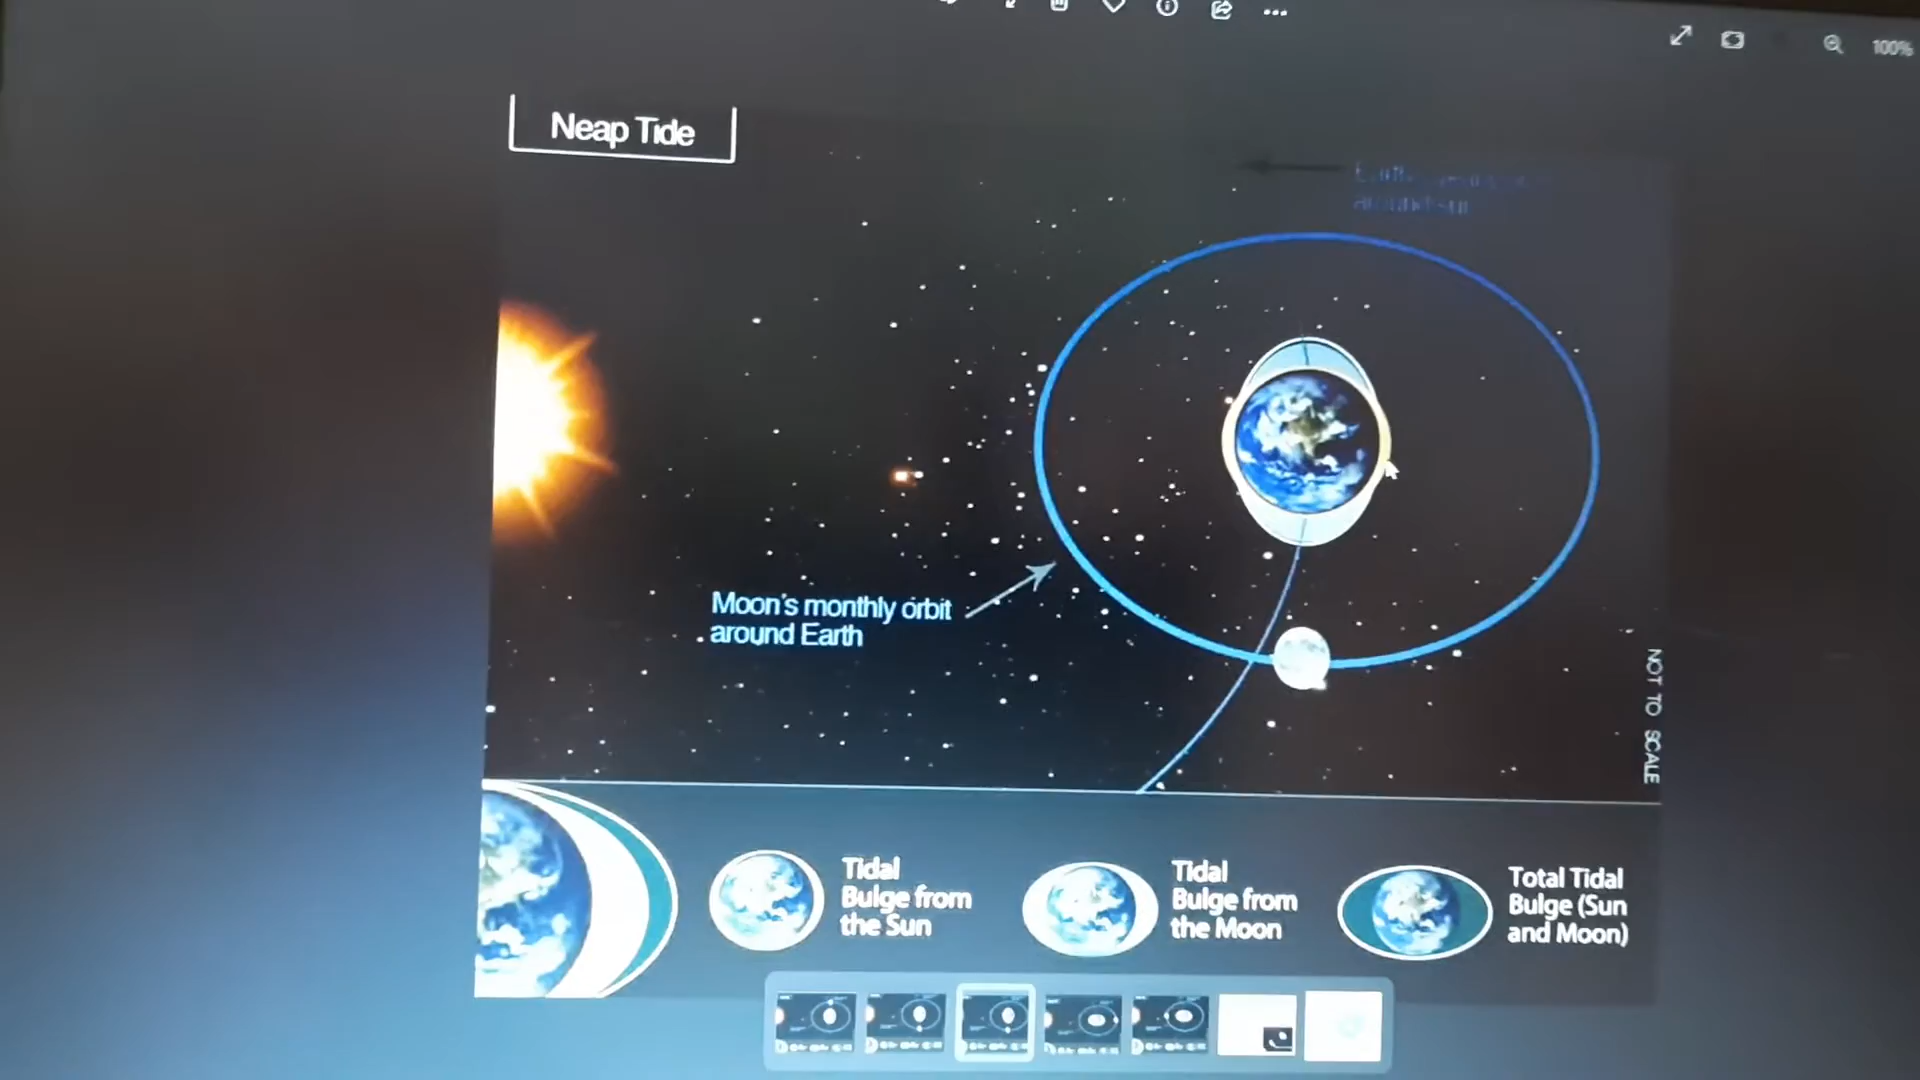 100%
Neap Tide
Moon's monthly orbit
around Earth
NOT TO SCALE
Tidal
Bulge from
the Sun
Tidal
Bulge from
the Moon
Total Tidal
Bulge (Sun
and Moon)